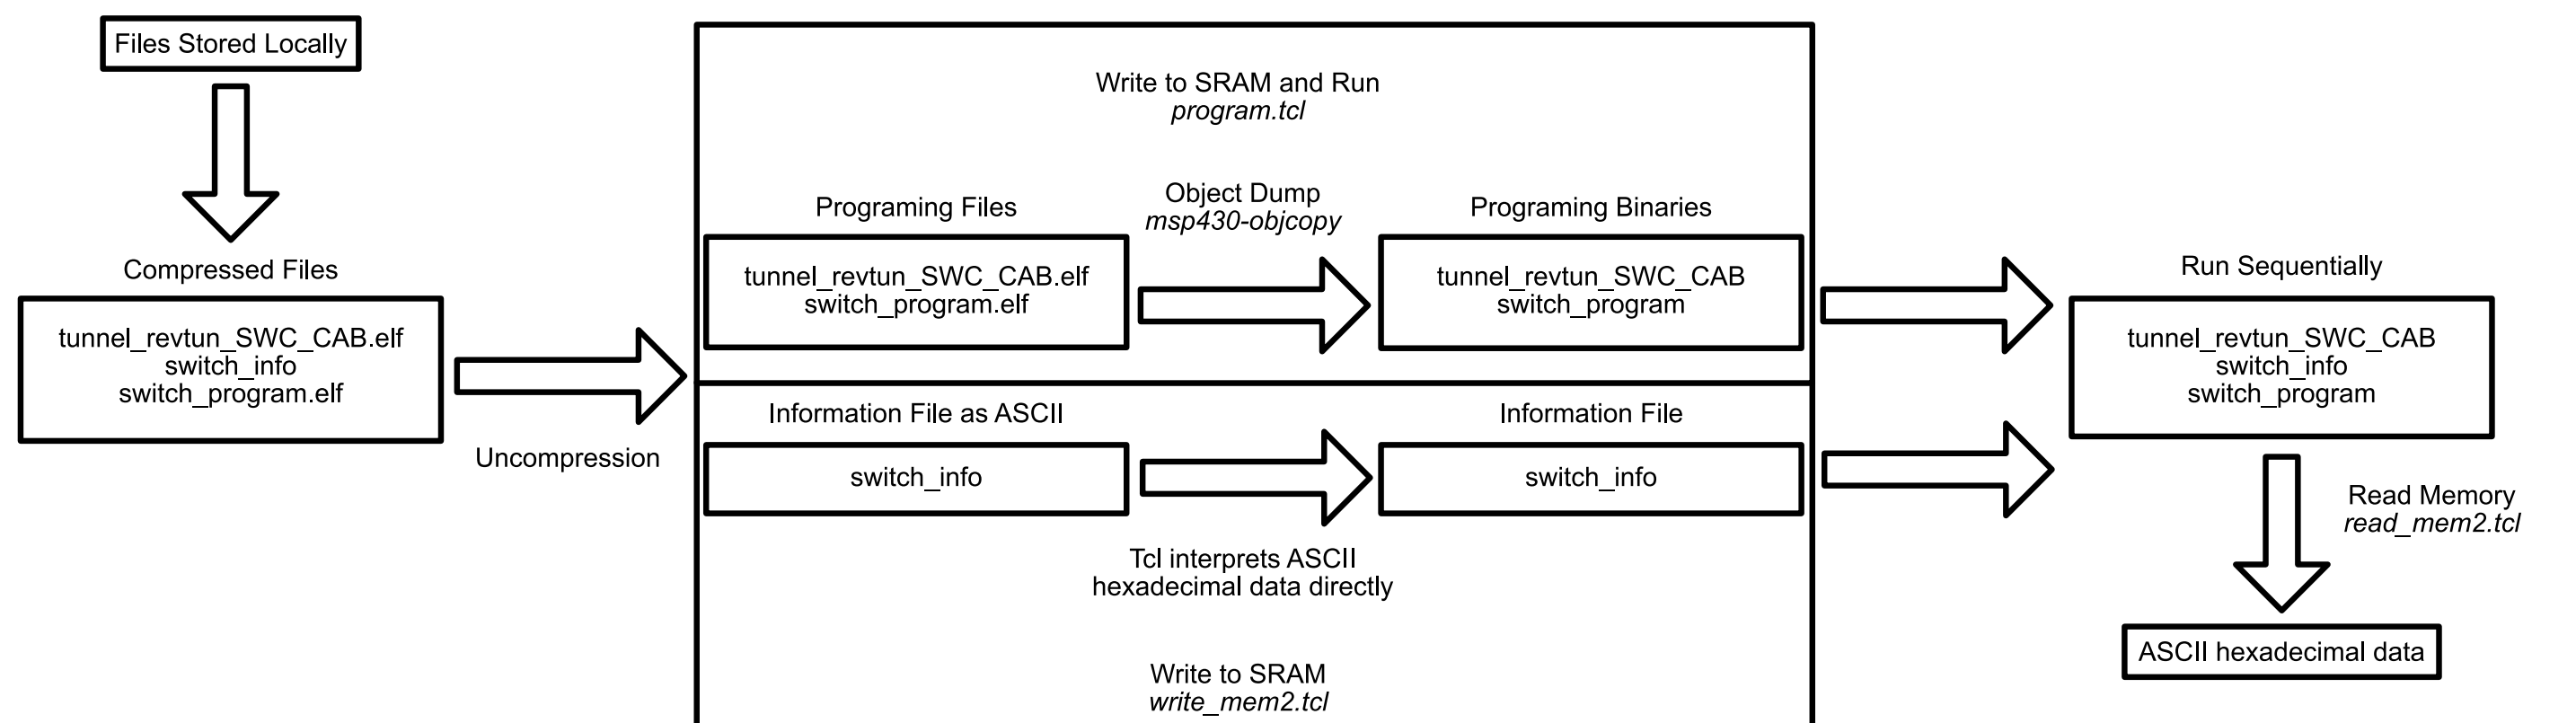 Files Stored Locally
Compressed Files
tunnel_revtun_SWC_CAB.elf
switch_info
switch_program.elf
Uncompression
Write to SRAM and Run
program.tcl
Programing Files
tunnel_revtun_SWC_CAB.elf
switch_program.elf
Object Dump
msp430-objcopy
Programing Binaries
tunnel_revtun_SWC_CAB
switch_program
Information File as ASCII
switch_info
Information File
switch_info
Tcl interprets ASCII
hexadecimal data directly
Write to SRAM
write_mem2.tcl
Run Sequentially
tunnel_revtun_SWC_CAB
switch_info
switch_program
Read Memory
read_mem2.tcl
ASCII hexadecimal data